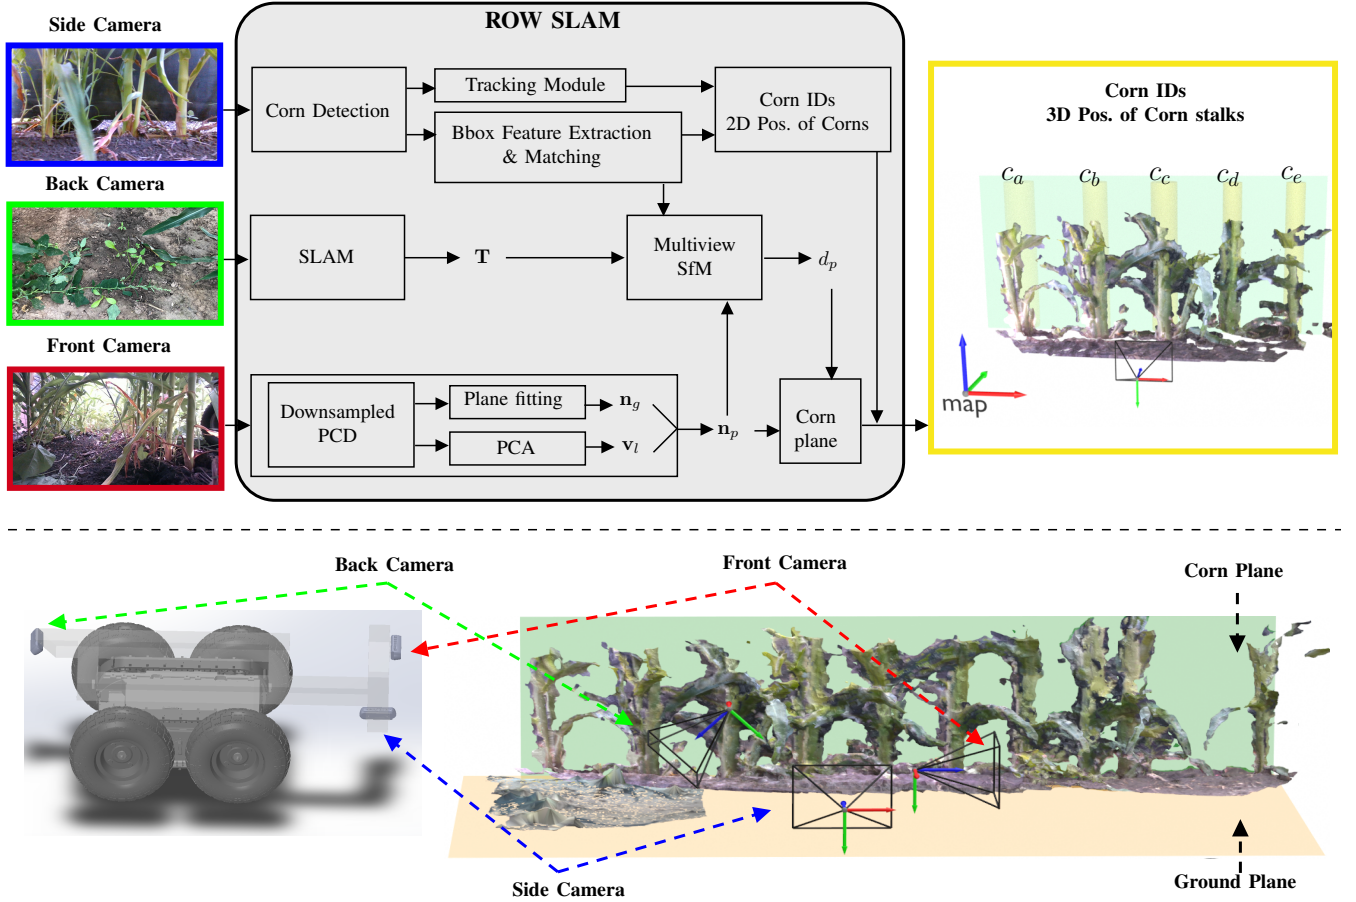 Side Camera
ROW SLAM
Corn Detection
Tracking Module
Bbox Feature Extraction
& Matching
Corn IDs
2D Pos. of Corns
Back Camera
SLAM
T
Multiview
SfM
d_p
Front Camera
Downsampled
PCD
Plane fitting
n_g
PCA
v_l
n_p
Corn
plane
Corn IDs
3D Pos. of Corn stalks
c_a c_b c_c c_d c_e
map
Back Camera
Front Camera
Corn Plane
Side Camera
Ground Plane